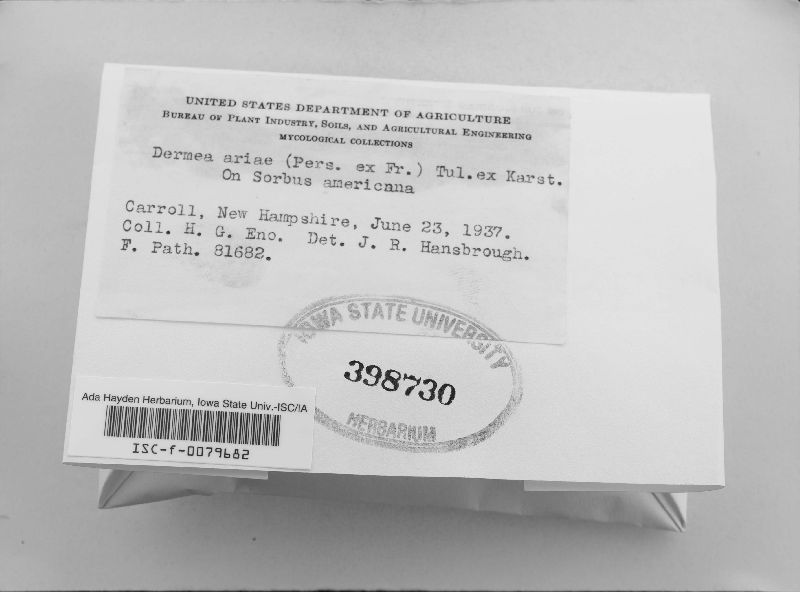 UNITED STATES DEPARTMENT OF AGRICULTURE
BUREAU OF PLANT INDUSTRY, SOILS, AND AGRICULTURAL ENGINEERING
MYCOLOGICAL COLLECTIONS
Dermea ariae (Pers. ex Fr.) Tul.ex Karst.
On Sorbus americana
Carroll, New Hampshire, June 23, 1937.
Coll. H. G. Eno. Det. J. R. Hansbrough.
F. Path. 81682.
IOWA STATE UNIVERSITY
398730
HERBARIUM
Ada Hayden Herbarium, Iowa State Univ.-ISC/IA
ISC-f-0079682